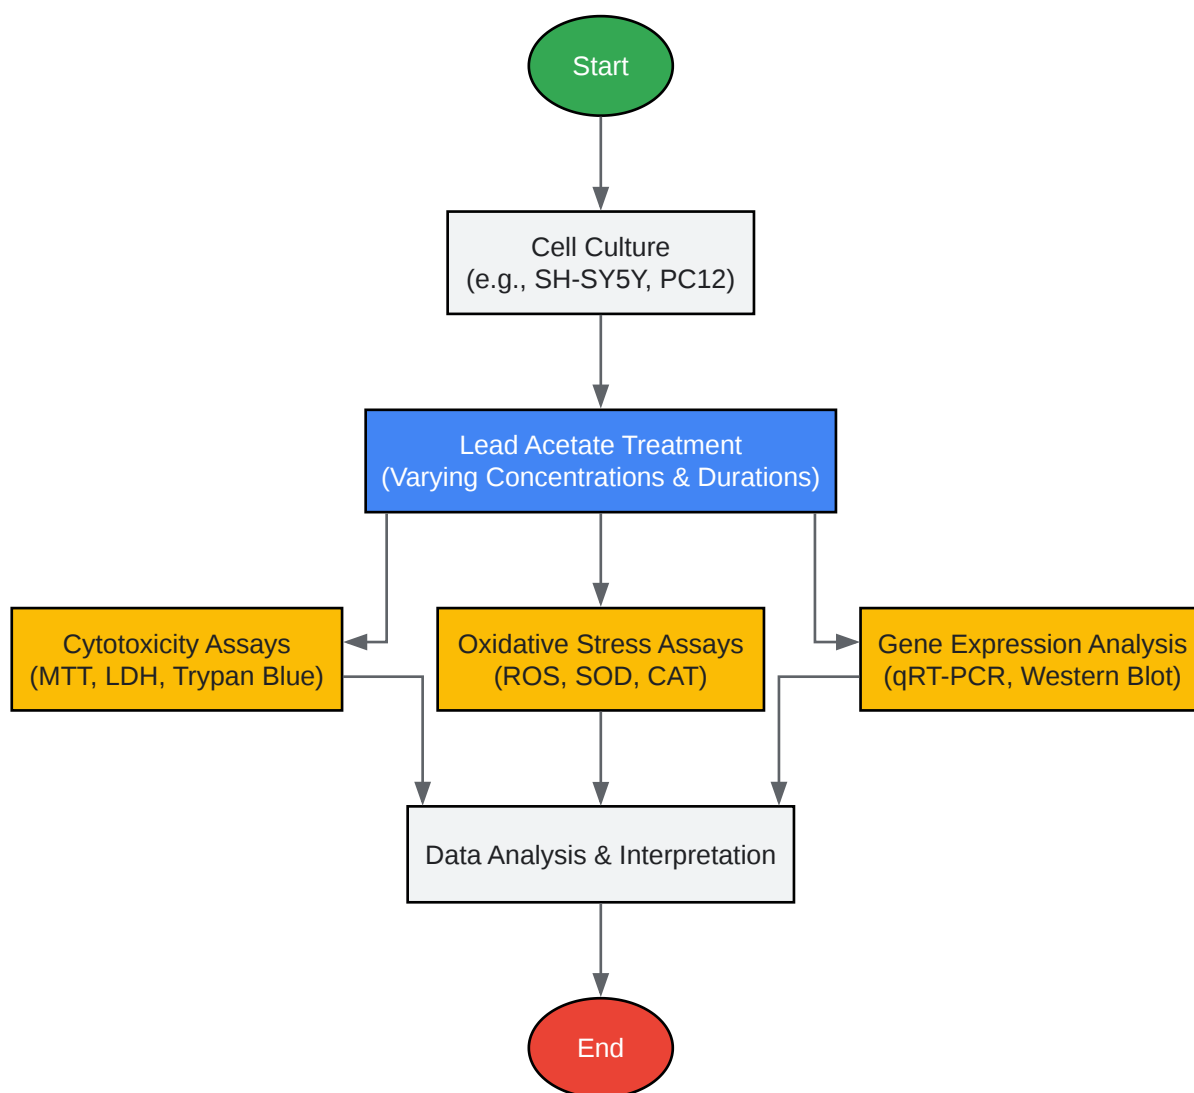 Start
Cell Culture
(e.g., SH-SY5Y, PC12)
Lead Acetate Treatment
(Varying Concentrations & Durations)
Cytotoxicity Assays
(MTT, LDH, Trypan Blue)
Oxidative Stress Assays
(ROS, SOD, CAT)
Gene Expression Analysis
(qRT-PCR, Western Blot)
Data Analysis & Interpretation
End